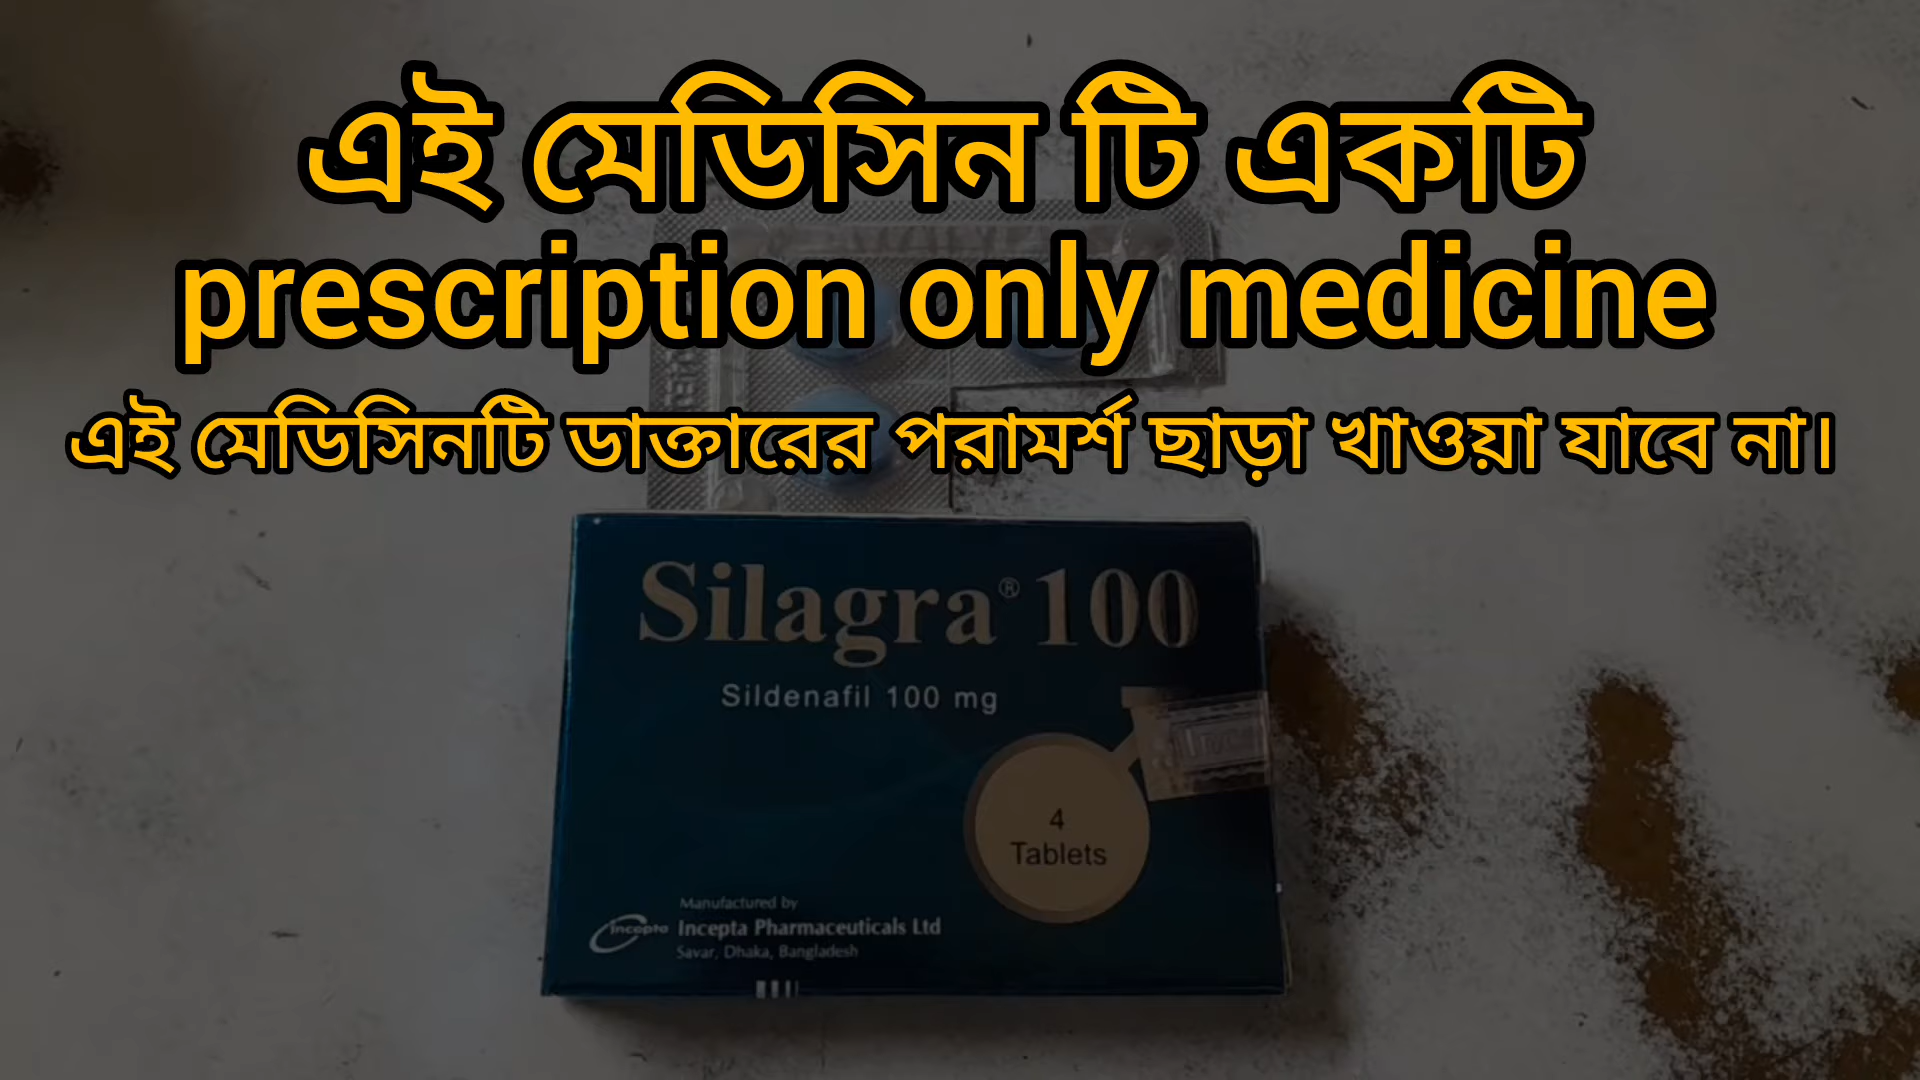 এই মেডিসিন টি একটি
prescription only medicine
এই মেডিসিনটি ডাক্তারের পরামর্শ ছাড়া খাওয়া যাবে না।
Silagra® 100
Sildenafil 100 mg
4
Tablets
Manufactured by
Incepta
Incepta Pharmaceuticals Ltd
Savar, Dhaka, Bangladesh